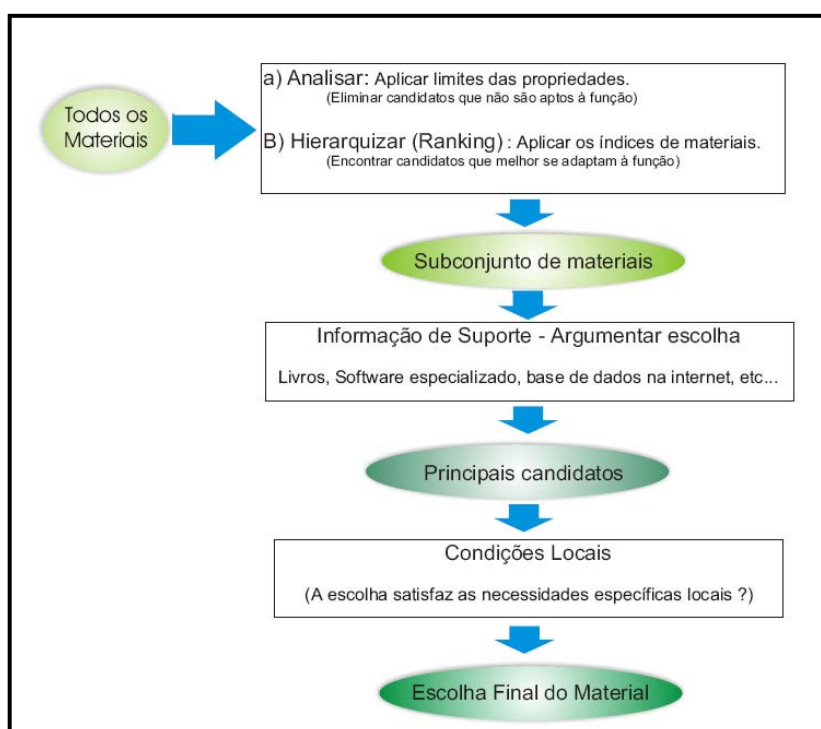 Todos os
Materiais
a) Analisar: Aplicar limites das propriedades.
(Eliminar candidatos que não são aptos à função)
B) Hierarquizar (Ranking) : Aplicar os índices de materiais.
(Encontrar candidatos que melhor se adaptam à função)
Subconjunto de materiais
Informação de Suporte - Argumentar escolha
Livros, Software especializado, base de dados na internet, etc...
Principais candidatos
Condições Locais
(A escolha satisfaz as necessidades específicas locais ?)
Escolha Final do Material